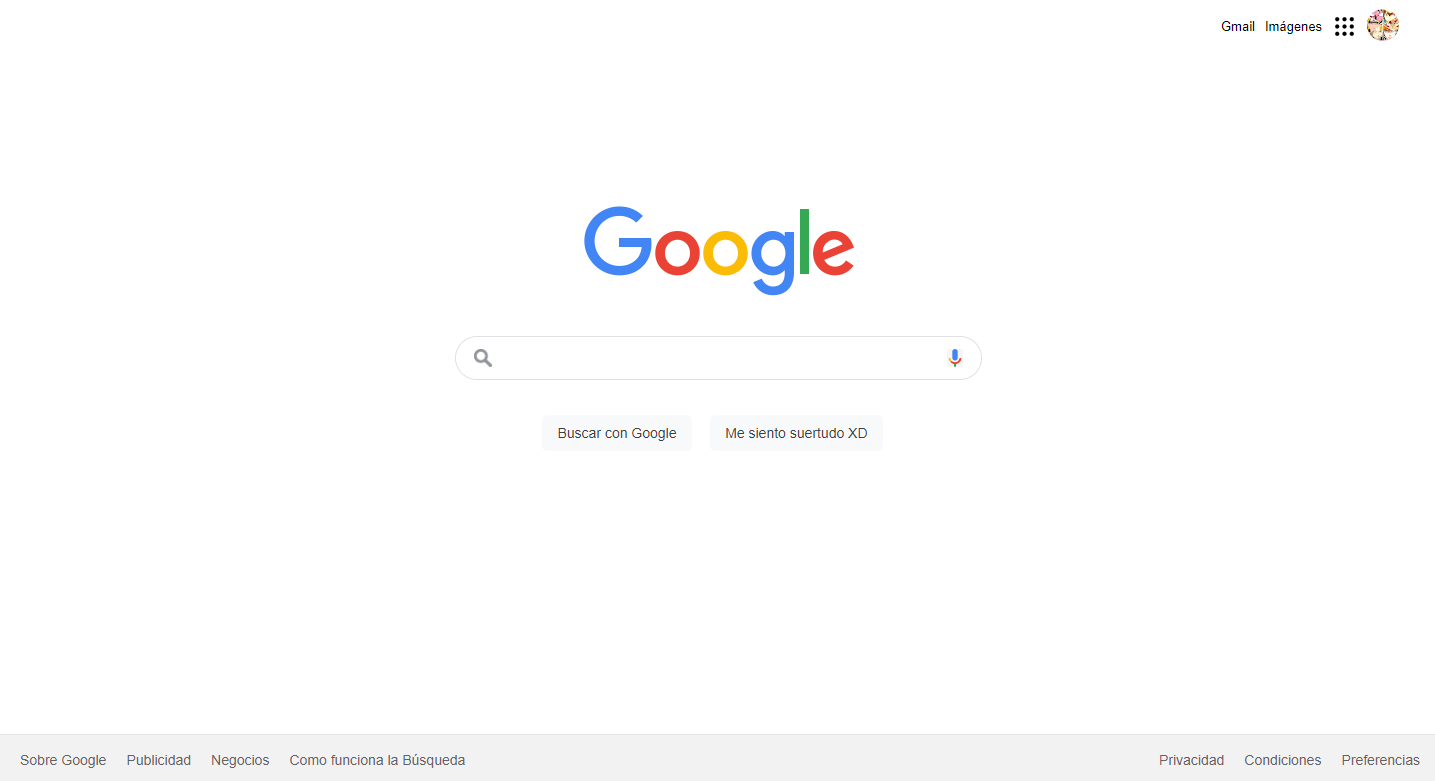 Gmail Imágenes
Google
Buscar con Google Me siento suertudo XD
Sobre Google Publicidad Negocios Como funciona la Búsqueda Privacidad Condiciones Preferencias